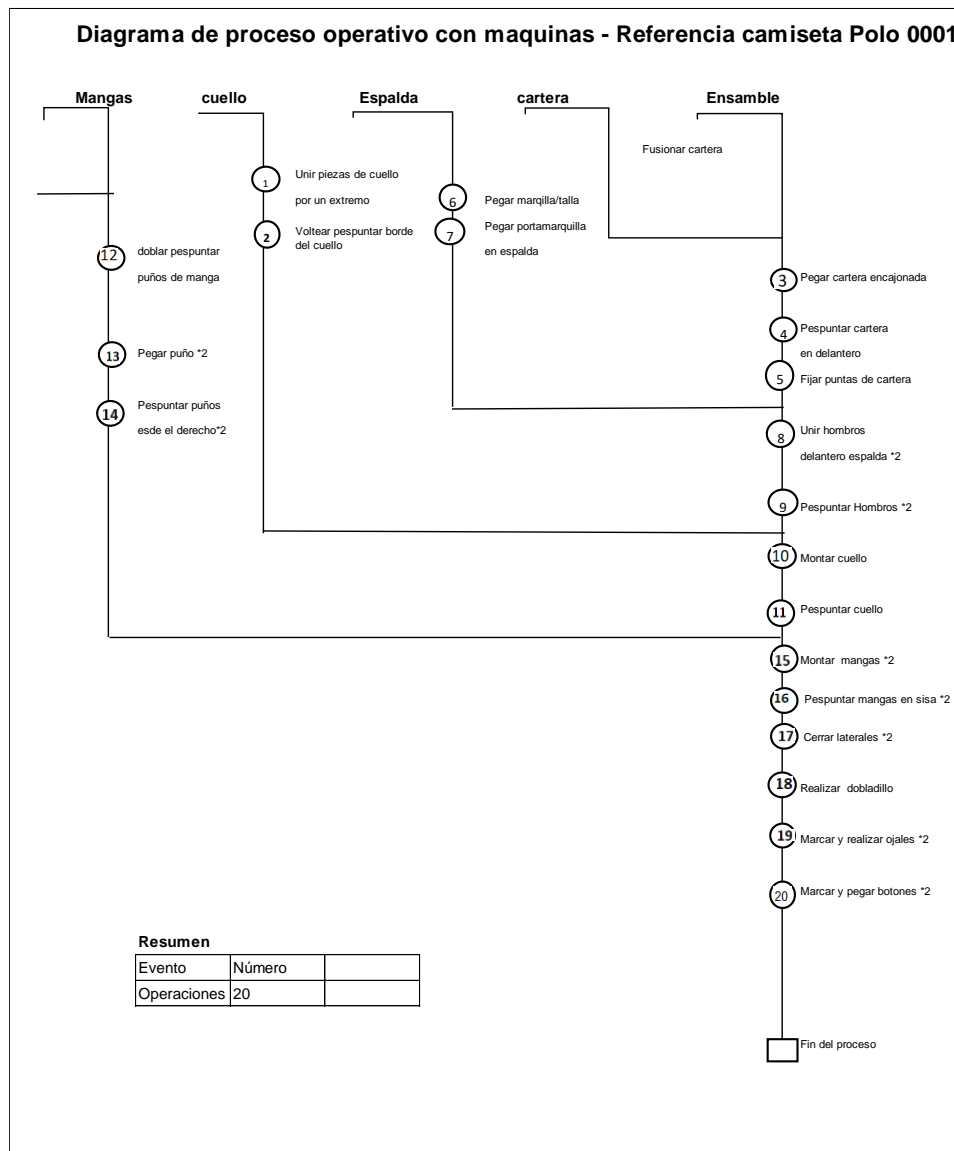 Diagrama de proceso operativo con maquinas - Referencia camiseta Polo 0001
Mangas
cuello
Espalda
cartera
Ensamble
Fusionar cartera
1
Unir piezas de cuello
por un extremo
2
Voltear pespuntar borde
del cuello
6
Pegar marqilla/talla
7
Pegar portamarquilla
en espalda
12
doblar pespuntar
puños de manga
13
Pegar puño *2
14
Pespuntar puños
esde el derecho*2
3
Pegar cartera encajonada
4
Pespuntar cartera
en delantero
5
Fijar puntas de cartera
8
Unir hombros
delantero espalda *2
9
Pespuntar Hombros *2
10
Montar cuello
11
Pespuntar cuello
15
Montar mangas *2
16
Pespuntar mangas en sisa *2
17
Cerrar laterales *2
18
Realizar dobladillo
19
Marcar y realizar ojales *2
20
Marcar y pegar botones *2
Fin del proceso
Resumen
Evento Número
Operaciones 20